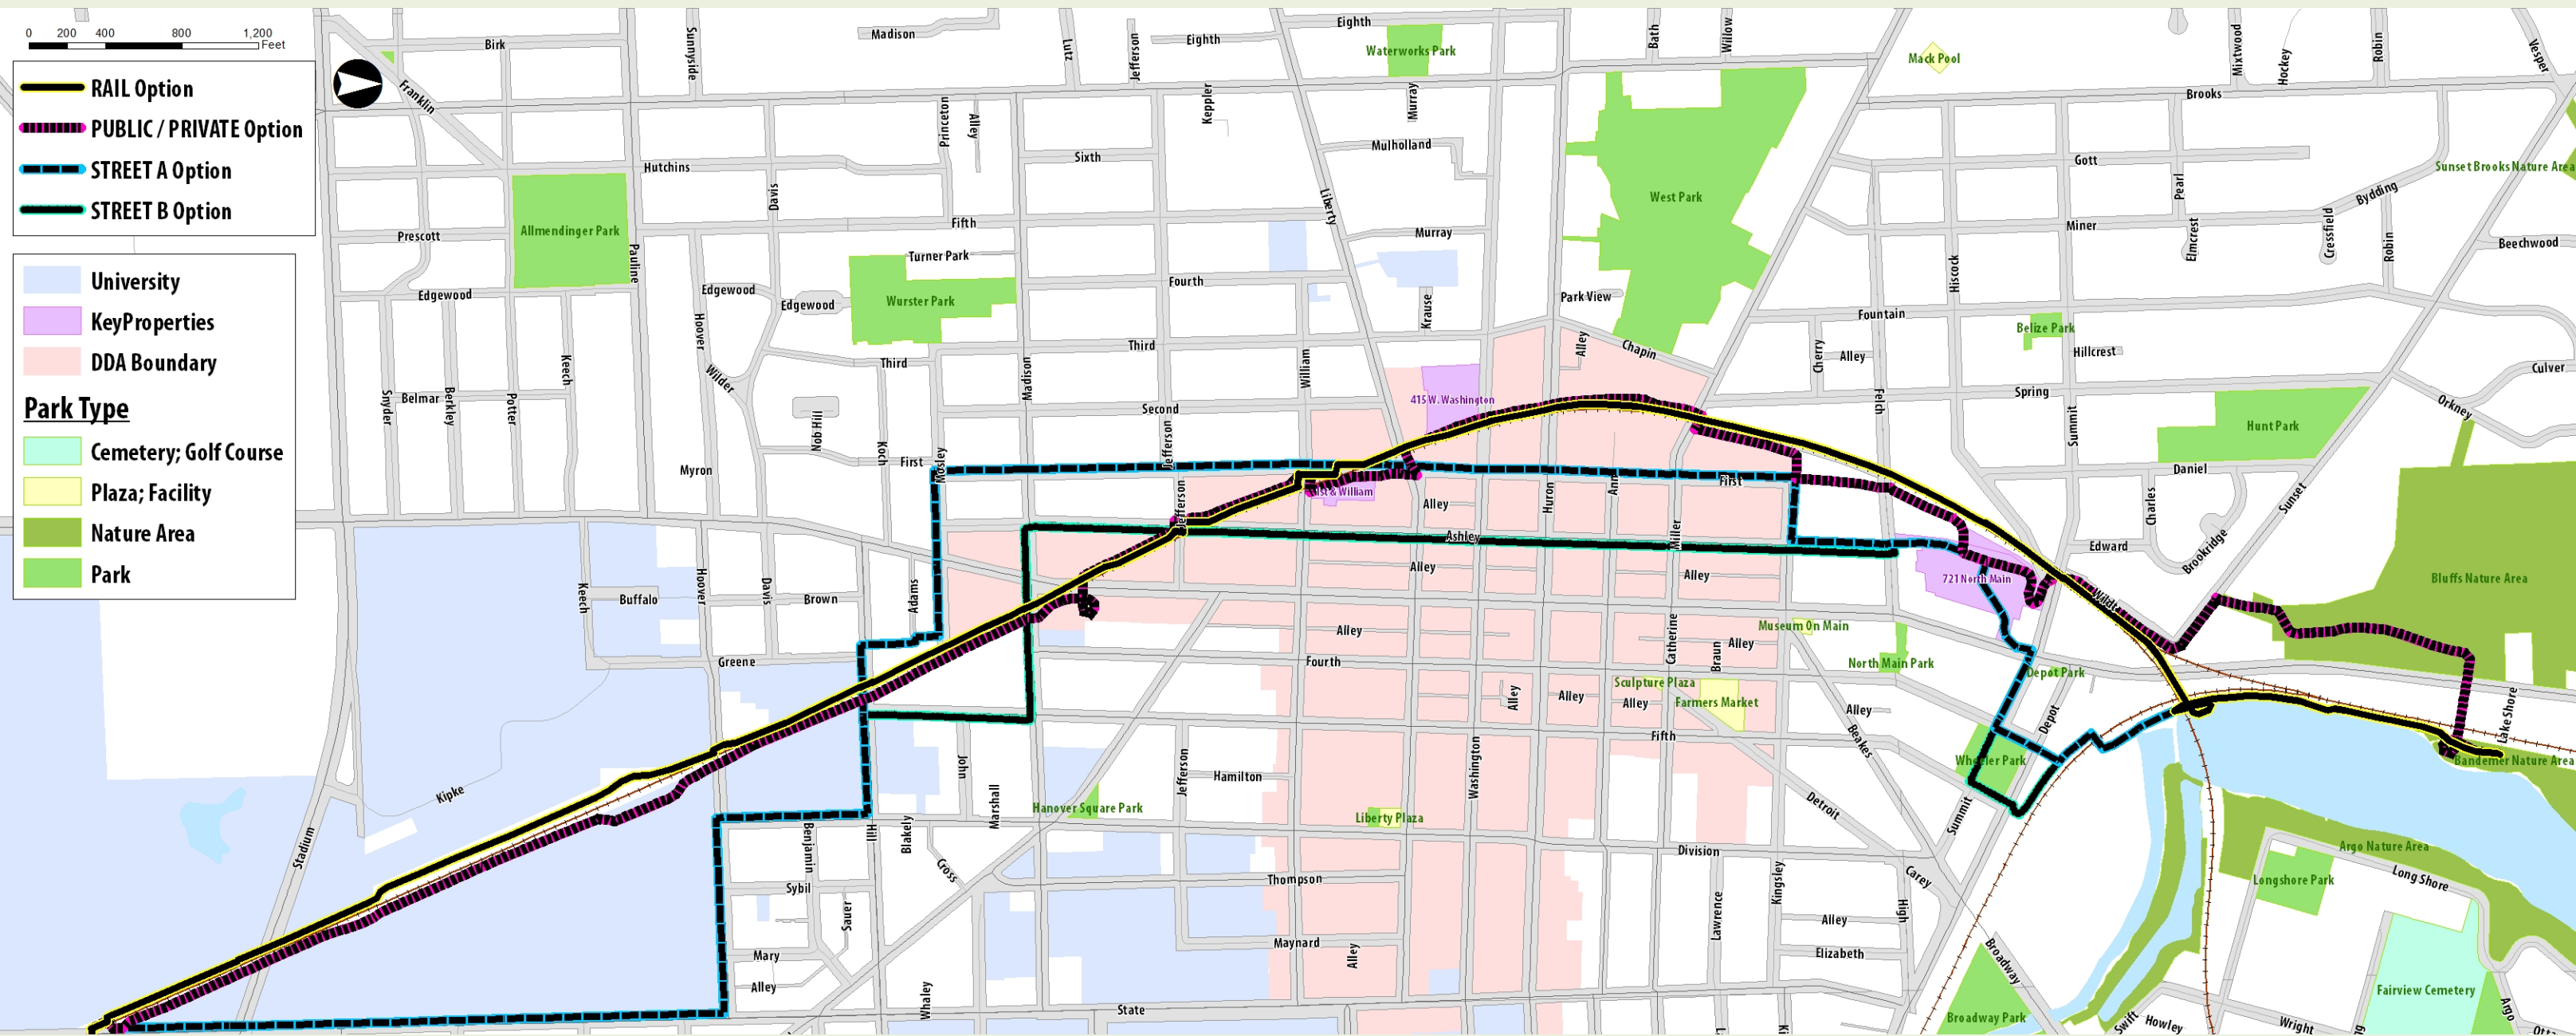 0 200 400 800 1,200
Feet
RAIL Option
PUBLIC / PRIVATE Option
STREET A Option
STREET B Option
University
KeyProperties
DDA Boundary
Park Type
Cemetery; Golf Course
Plaza; Facility
Nature Area
Park
Birk
Franklin
Sunnyside
Madison
Lutz
Jefferson
Eighth
Eighth
Waterworks Park
Bath
Willow
Mack Pool
Mixtwood
Hockey
Robin
Vesper
Brooks
Princeton
Alley
Keppler
Murray
Mulholland
Sixth
Hutchins
Davis
Gott
Pearl
Sunset Brooks Nature Area
Bydding
West Park
Liberty
Fifth
Murray
Miner
Elmcrest
Cressfield
Robin
Beechwood
Prescott
Allmendinger Park
Pauline
Turner Park
Hiscock
Edgewood
Edgewood
Edgewood
Wurster Park
Fourth
Krause
Park View
Fountain
Belize Park
Hoover
Third
Third
Madison
William
Alley
Chapin
Cherry
Alley
Hillcrest
Culver
Keech
Wilder
Snyder
Belmar
Berkley
Potter
Nob Hill
Second
415 W. Washington
Felch
Spring
Summit
Orkney
Hunt Park
Koch
First
Mosley
Jefferson
Myron
Daniel
First
1st & William
Jefferson
Alley
Huron
Ann
Miller
Ashley
Charles
Sunset
Edward
Brookridge
Bluffs Nature Area
Alley
Alley
721 North Main
Wildt
Keech
Buffalo
Hoover
Davis
Brown
Adams
Greene
Alley
Fourth
Museum On Main
Catherine
Braun
Alley
North Main Park
Depot Park
Sculpture Plaza
Farmers Market
Alley
Alley
Alley
Alley
Depot
Lake Shore
Fifth
Beakes
Wheeler Park
Bandemer Nature Area
John
Marshall
Jefferson
Hamilton
Washington
Kipke
Hanover Square Park
Liberty Plaza
Detroit
Summit
Stadium
Benjamin
Hill
Blakely
Cross
Division
Argo Nature Area
Longshore Park
Long Shore
Sybil
Sauer
Thompson
Carey
Kingsley
Lawrence
High
Alley
Mary
Maynard
Alley
Elizabeth
Broadway
Alley
Whaley
State
Fairview Cemetery
Argo
Broadway Park
Swift
Howley
Wright